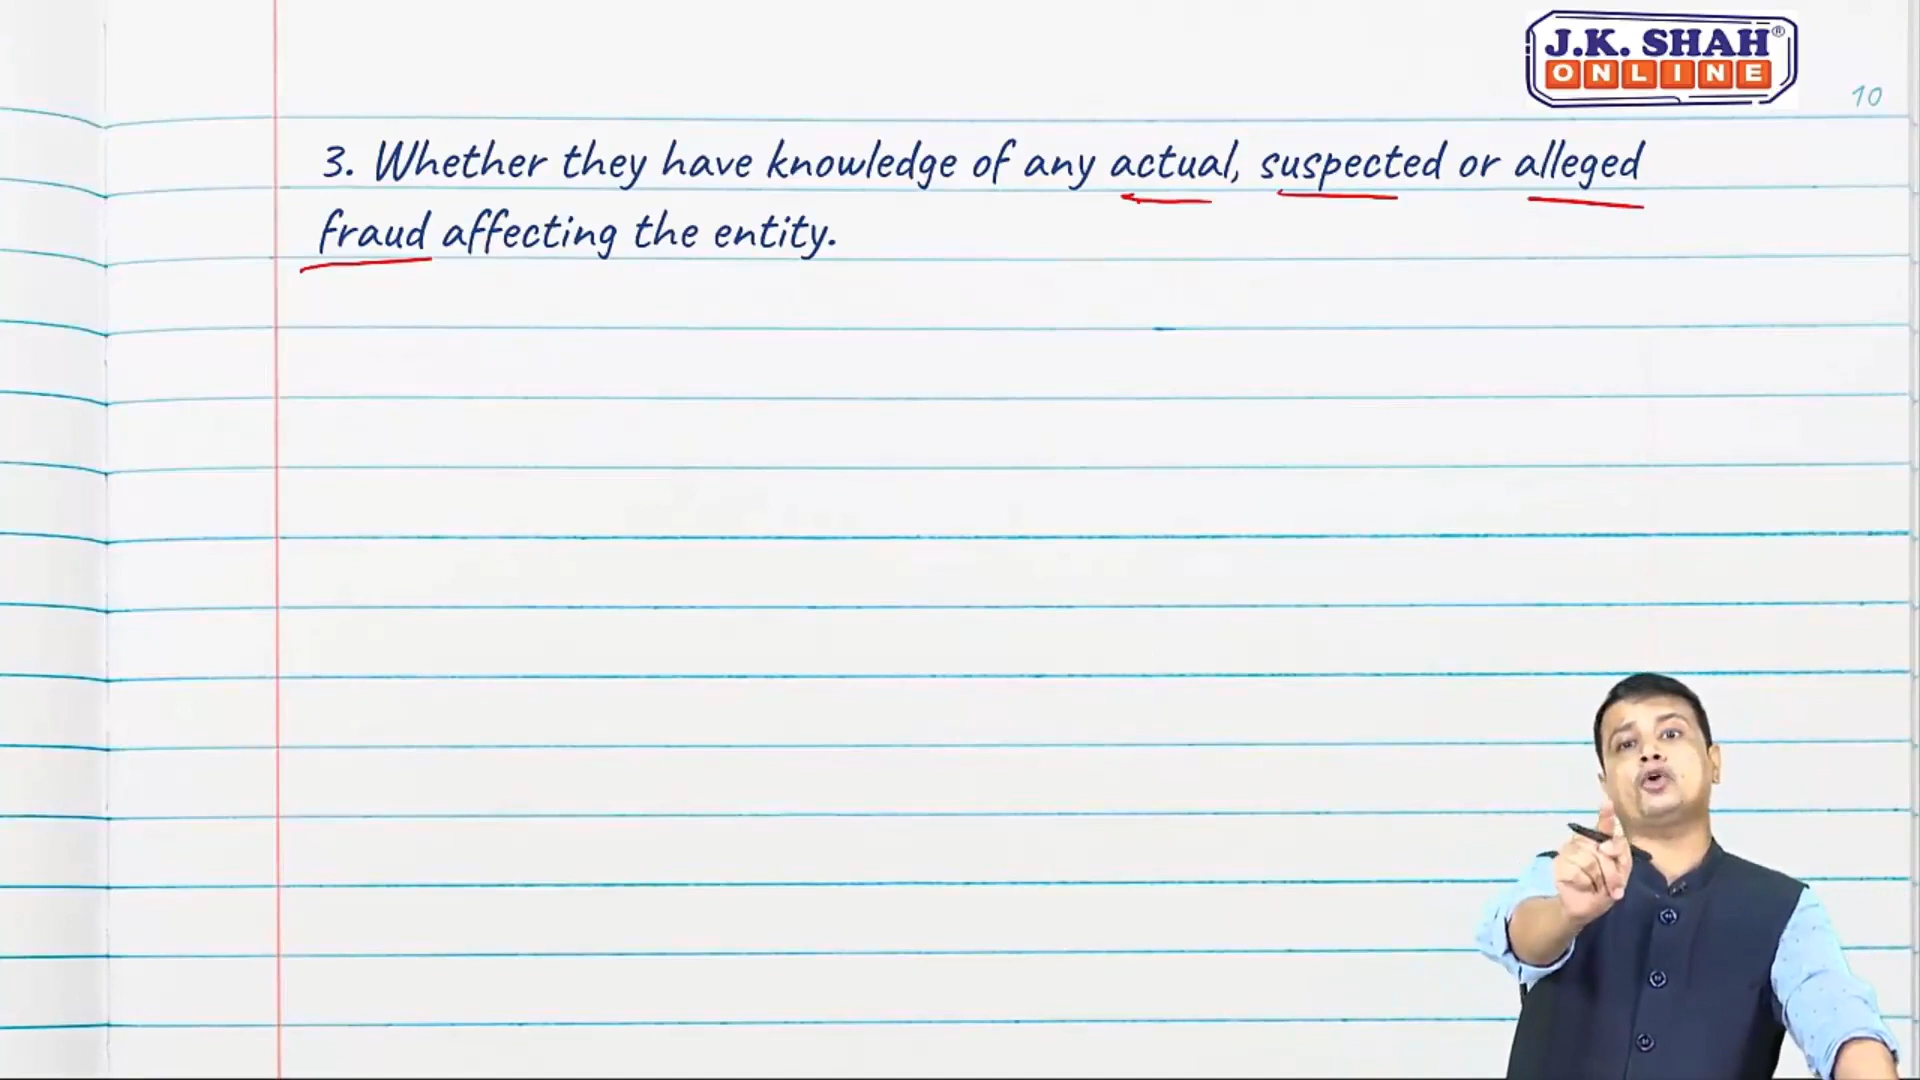 J.K. SHAH®
ONLINE
10
3. Whether they have knowledge of any actual, suspected or alleged
fraud affecting the entity.